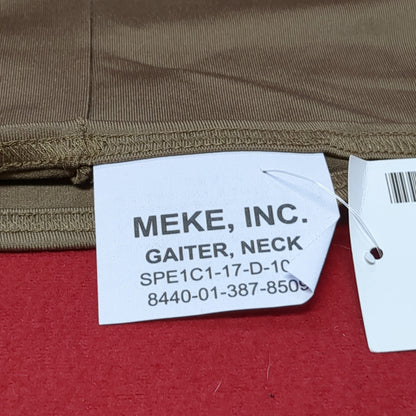 MEKE, INC.
GAITER, NECK
SPE1C1-17-D-10
8440-01-387-8509